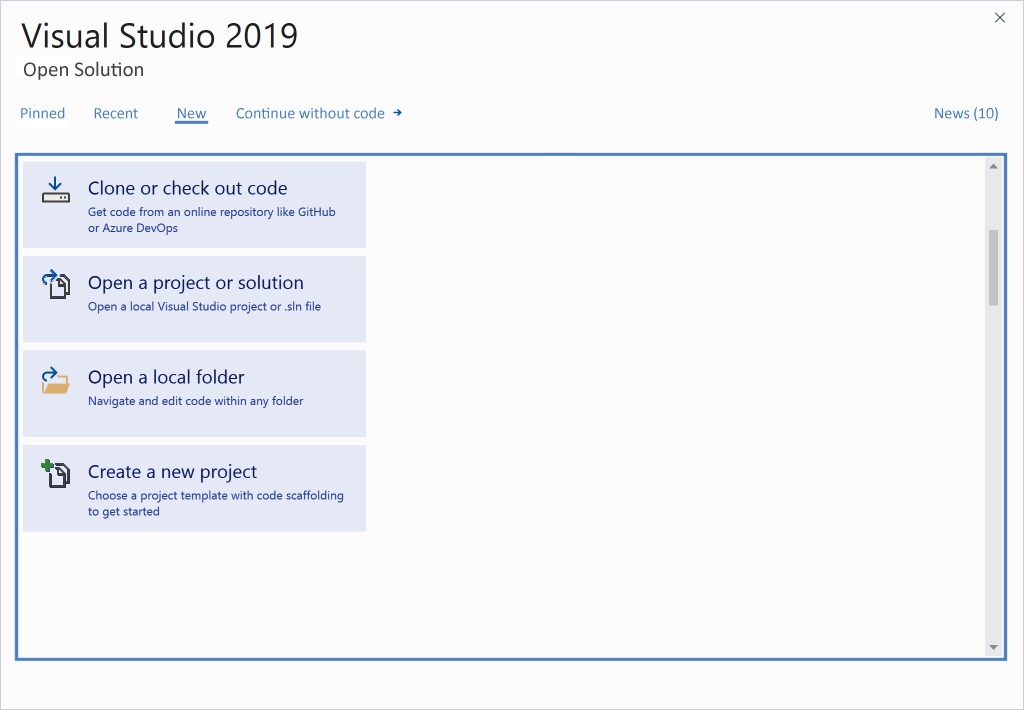 Visual Studio 2019
Open Solution
Pinned Recent New Continue without code → News (10)
Clone or check out code
Get code from an online repository like GitHub
or Azure DevOps
Open a project or solution
Open a local Visual Studio project or .sln file
Open a local folder
Navigate and edit code within any folder
Create a new project
Choose a project template with code scaffolding
to get started